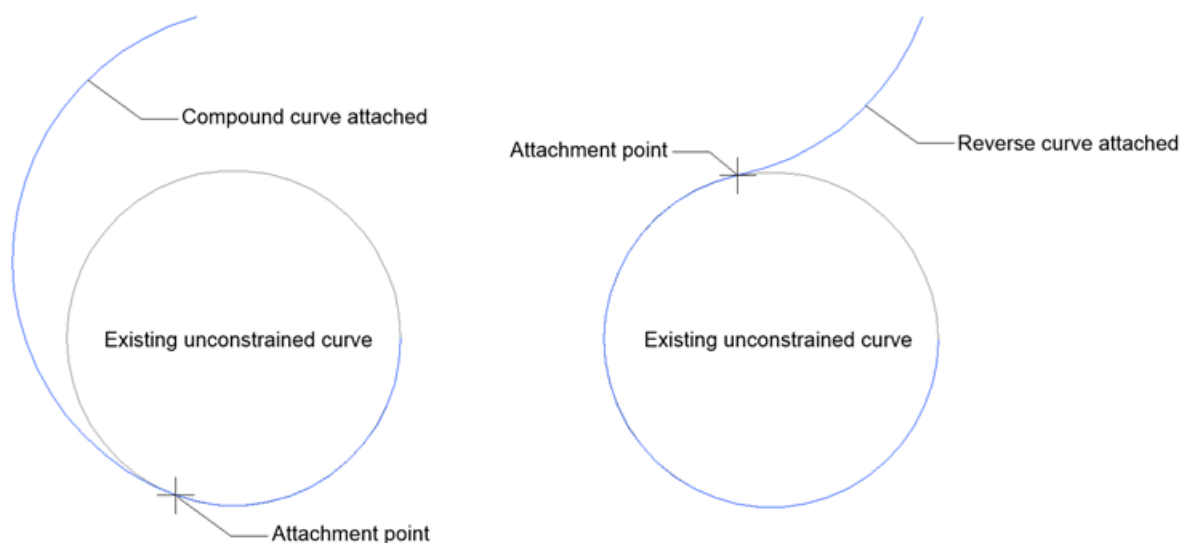 Compound curve attached
Existing unconstrained curve
Attachment point
Attachment point
Reverse curve attached
Existing unconstrained curve